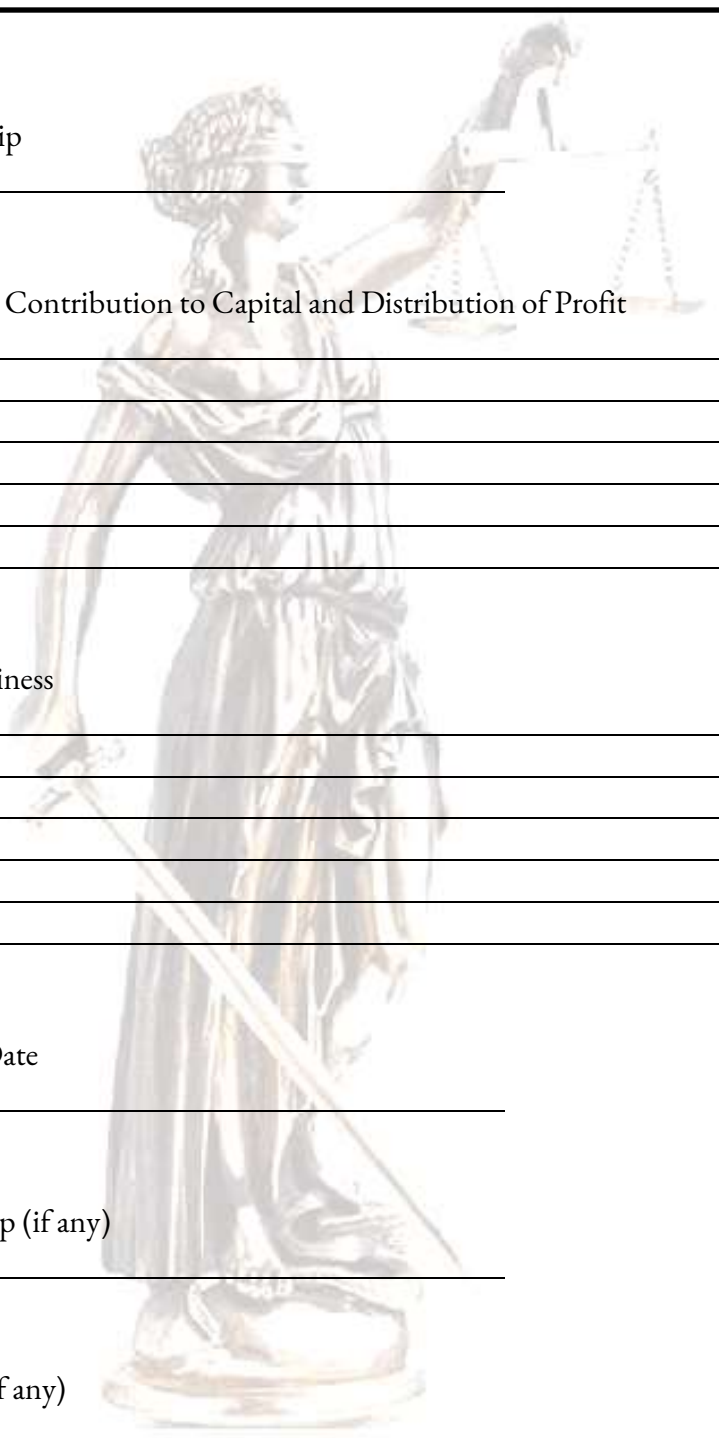 ip
Contribution to Capital and Distribution of Profit
iness
Date
p (if any)
f any)